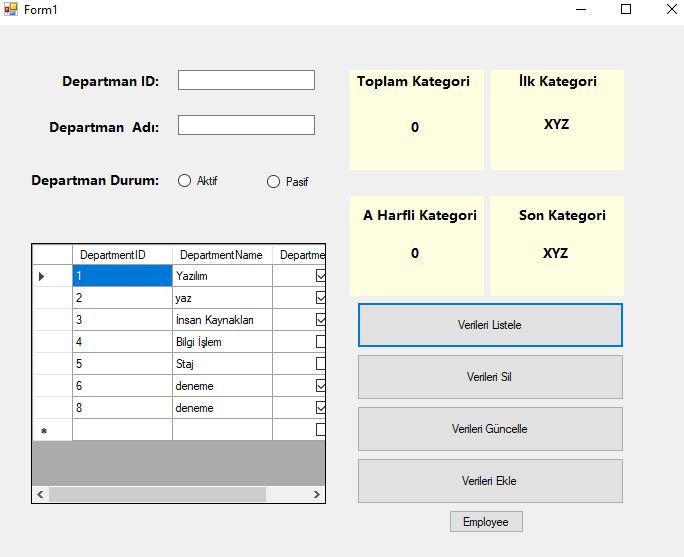 Form1
Departman ID:
Departman Adı:
Departman Durum:
Aktif
Pasif
Toplam Kategori
0
İlk Kategori
XYZ
A Harfli Kategori
0
Son Kategori
XYZ
DepartmentID DepartmentName Departme
1 Yazılım
2 yaz
3 İnsan Kaynakları
4 Bilgi İşlem
5 Staj
6 deneme
8 deneme
Verileri Listele
Verileri Sil
Verileri Güncelle
Verileri Ekle
Employee